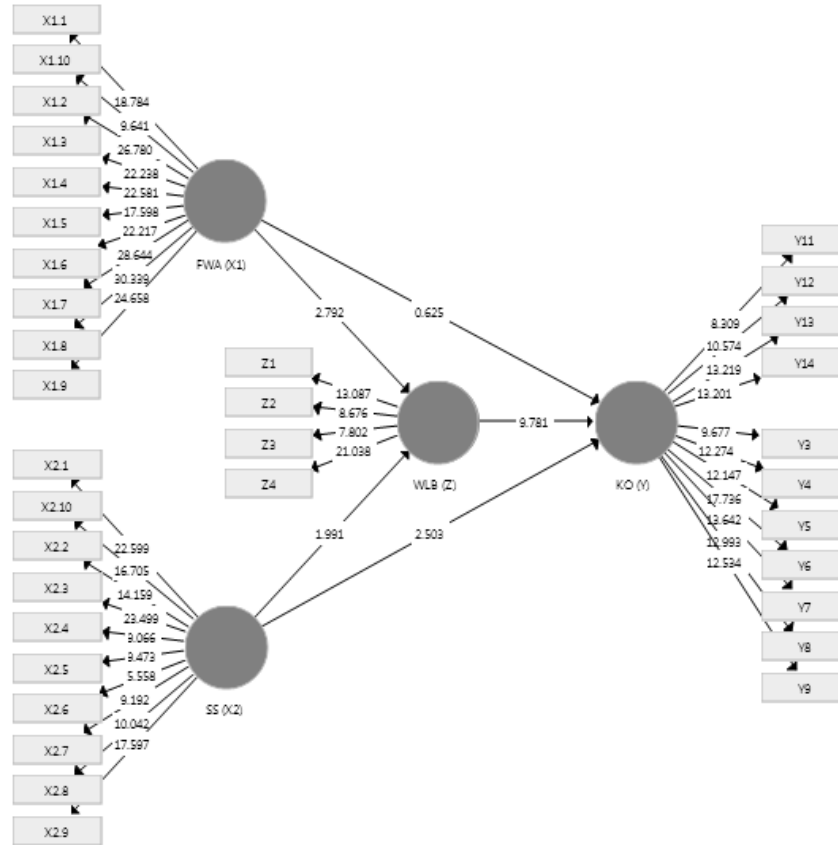 X1.1
X1.10
X1.2
X1.3
X1.4
X1.5
X1.6
X1.7
X1.8
X1.9
18.784
9.641
26.780
22.238
22.581
17.598
22.217
28.644
30.339
24.658
FWA (X1)
2.792
0.625
Z1
Z2
Z3
Z4
13.087
8.676
7.802
21.038
WLB (Z)
9.781
KO (Y)
1.991
2.503
X2.1
X2.10
X2.2
X2.3
X2.4
X2.5
X2.6
X2.7
X2.8
X2.9
22.599
16.705
14.159
23.499
9.066
9.473
5.558
9.192
10.042
17.597
SS (X2)
8.309
10.574
13.219
13.201
9.677
12.274
12.147
17.736
13.642
12.993
12.534
Y11
Y12
Y13
Y14
Y3
Y4
Y5
Y6
Y7
Y8
Y9